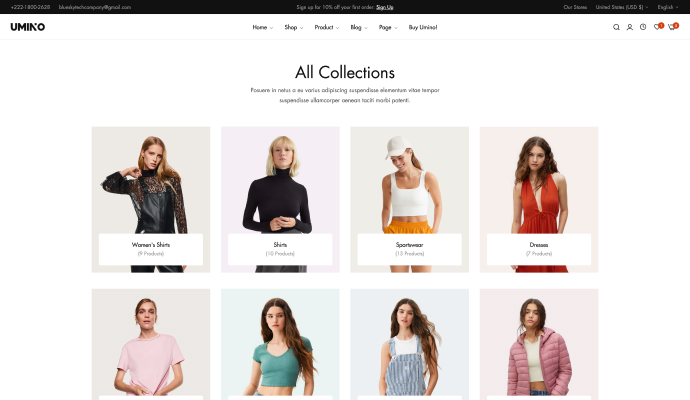 +222-1800-2628 blueskytechcompany@gmail.com Sign up for 10% off your first order: Sign Up Our Stores United States (USD $) English
UMINO Home Shop Product Blog Page Buy Umino!
All Collections
Posuere in netus a eu varius adipiscing suspendisse elementum vitae tempor
suspendisse ullamcorper aenean taciti morbi potenti.
Women's Shirts
(9 Products)
Shirts
(10 Products)
Sportswear
(13 Products)
Dresses
(7 Products)